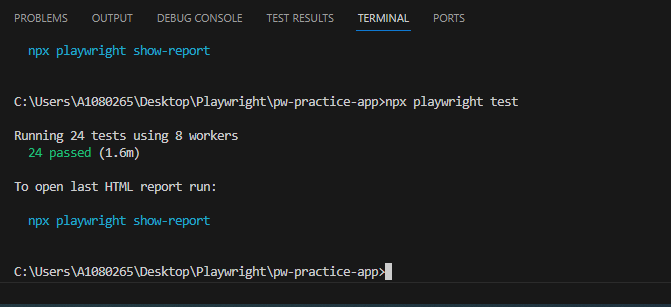 PROBLEMS OUTPUT DEBUG CONSOLE TEST RESULTS TERMINAL PORTS
npx playwright show-report
C:\Users\A1080265\Desktop\Playwright\pw-practice-app>npx playwright test
Running 24 tests using 8 workers
24 passed (1.6m)
To open last HTML report run:
npx playwright show-report
C:\Users\A1080265\Desktop\Playwright\pw-practice-app>